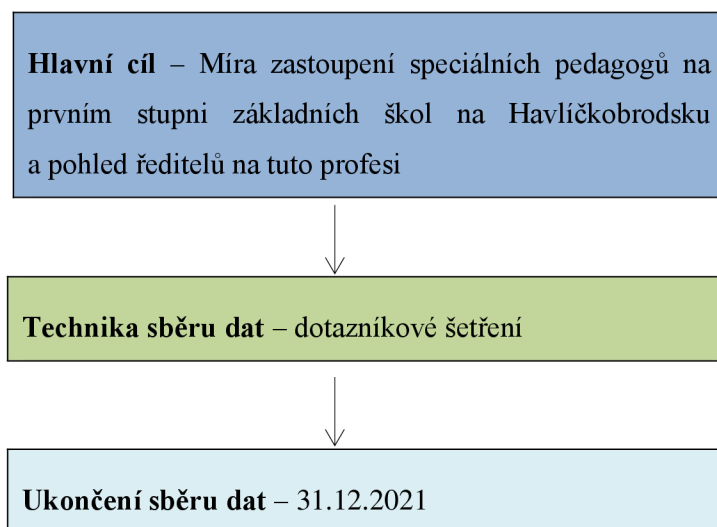 Hlavní cíl – Míra zastoupení speciálních pedagogů na
prvním stupni základních škol na Havlíčkobrodsku
a pohled ředitelů na tuto profesi
Technika sběru dat – dotazníkové šetření
Ukončení sběru dat – 31.12.2021